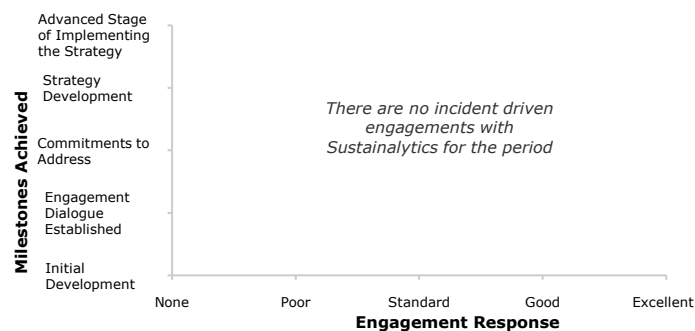 Advanced Stage
of Implementing
the Strategy
Strategy
Development
Commitments to
Address
Engagement
Dialogue
Established
Initial
Development
Milestones Achieved
There are no incident driven
engagements with
Sustainalytics for the period
None
Poor
Standard
Good
Excellent
Engagement Response